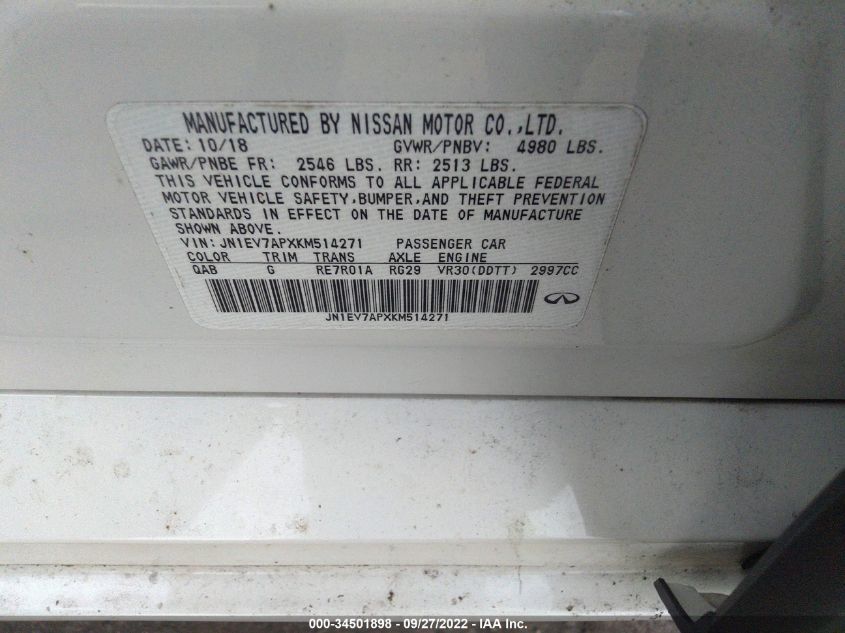 MANUFACTURED BY NISSAN MOTOR CO.,LTD.
DATE: 10/18 GVWR/PNBV: 4980 LBS.
GAWR/PNBE FR: 2546 LBS. RR: 2513 LBS.
THIS VEHICLE CONFORMS TO ALL APPLICABLE FEDERAL
MOTOR VEHICLE SAFETY,BUMPER,AND THEFT PREVENTION
STANDARDS IN EFFECT ON THE DATE OF MANUFACTURE
SHOWN ABOVE.
VIN: JN1EV7APXKM514271 PASSENGER CAR
COLOR TRIM TRANS AXLE ENGINE
QAB G RE7R01A RG29 VR30(DDTT) 2997CC
JN1EV7APXKM514271
000-34501898 - 09/27/2022 - IAA Inc.